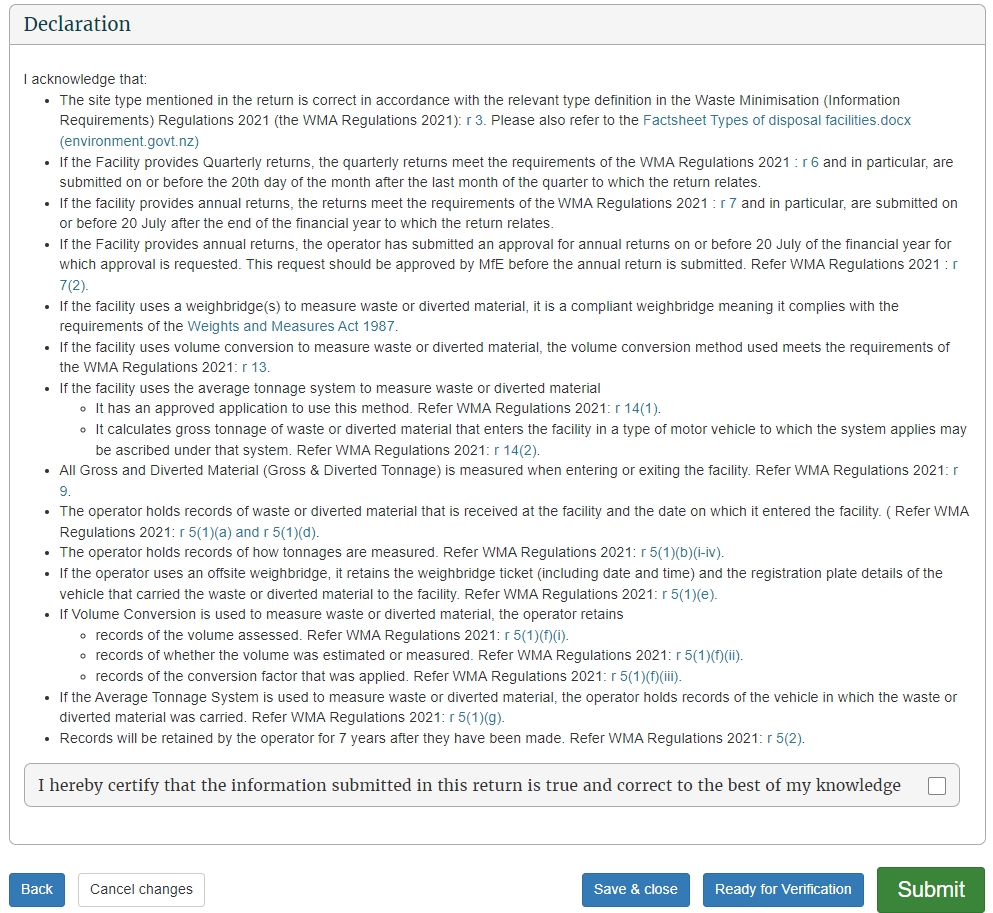 Declaration
I acknowledge that:
• The site type mentioned in the return is correct in accordance with the relevant type definition in the Waste Minimisation (Information
Requirements) Regulations 2021 (the WMA Regulations 2021): r 3. Please also refer to the Factsheet Types of disposal facilities.docx
(environment.govt.nz)
• If the Facility provides Quarterly returns, the quarterly returns meet the requirements of the WMA Regulations 2021 : r 6 and in particular, are
submitted on or before the 20th day of the month after the last month of the quarter to which the return relates.
• If the facility provides annual returns, the returns meet the requirements of the WMA Regulations 2021 : r 7 and in particular, are submitted on
or before 20 July after the end of the financial year to which the return relates.
• If the Facility provides annual returns, the operator has submitted an approval for annual returns on or before 20 July of the financial year for
which approval is requested. This request should be approved by MfE before the annual return is submitted. Refer WMA Regulations 2021 : r
7(2).
• If the facility uses a weighbridge(s) to measure waste or diverted material, it is a compliant weighbridge meaning it complies with the
requirements of the Weights and Measures Act 1987.
• If the facility uses volume conversion to measure waste or diverted material, the volume conversion method used meets the requirements of
the WMA Regulations 2021: r 13.
• If the facility uses the average tonnage system to measure waste or diverted material
◦ It has an approved application to use this method. Refer WMA Regulations 2021: r 14(1).
◦ It calculates gross tonnage of waste or diverted material that enters the facility in a type of motor vehicle to which the system applies may
be ascribed under that system. Refer WMA Regulations 2021: r 14(2).
• All Gross and Diverted Material (Gross & Diverted Tonnage) is measured when entering or exiting the facility. Refer WMA Regulations 2021: r
9.
• The operator holds records of waste or diverted material that is received at the facility and the date on which it entered the facility. ( Refer WMA
Regulations 2021: r 5(1)(a) and r 5(1)(d).
• The operator holds records of how tonnages are measured. Refer WMA Regulations 2021: r 5(1)(b)(i-iv).
• If the operator uses an offsite weighbridge, it retains the weighbridge ticket (including date and time) and the registration plate details of the
vehicle that carried the waste or diverted material to the facility. Refer WMA Regulations 2021: r 5(1)(e).
• If Volume Conversion is used to measure waste or diverted material, the operator retains
◦ records of the volume assessed. Refer WMA Regulations 2021: r 5(1)(f)(i).
◦ records of whether the volume was estimated or measured. Refer WMA Regulations 2021: r 5(1)(f)(ii).
◦ records of the conversion factor that was applied. Refer WMA Regulations 2021: r 5(1)(f)(iii).
• If the Average Tonnage System is used to measure waste or diverted material, the operator holds records of the vehicle in which the waste or
diverted material was carried. Refer WMA Regulations 2021: r 5(1)(g).
• Records will be retained by the operator for 7 years after they have been made. Refer WMA Regulations 2021: r 5(2).
I hereby certify that the information submitted in this return is true and correct to the best of my knowledge
Back Cancel changes Save & close Ready for Verification Submit